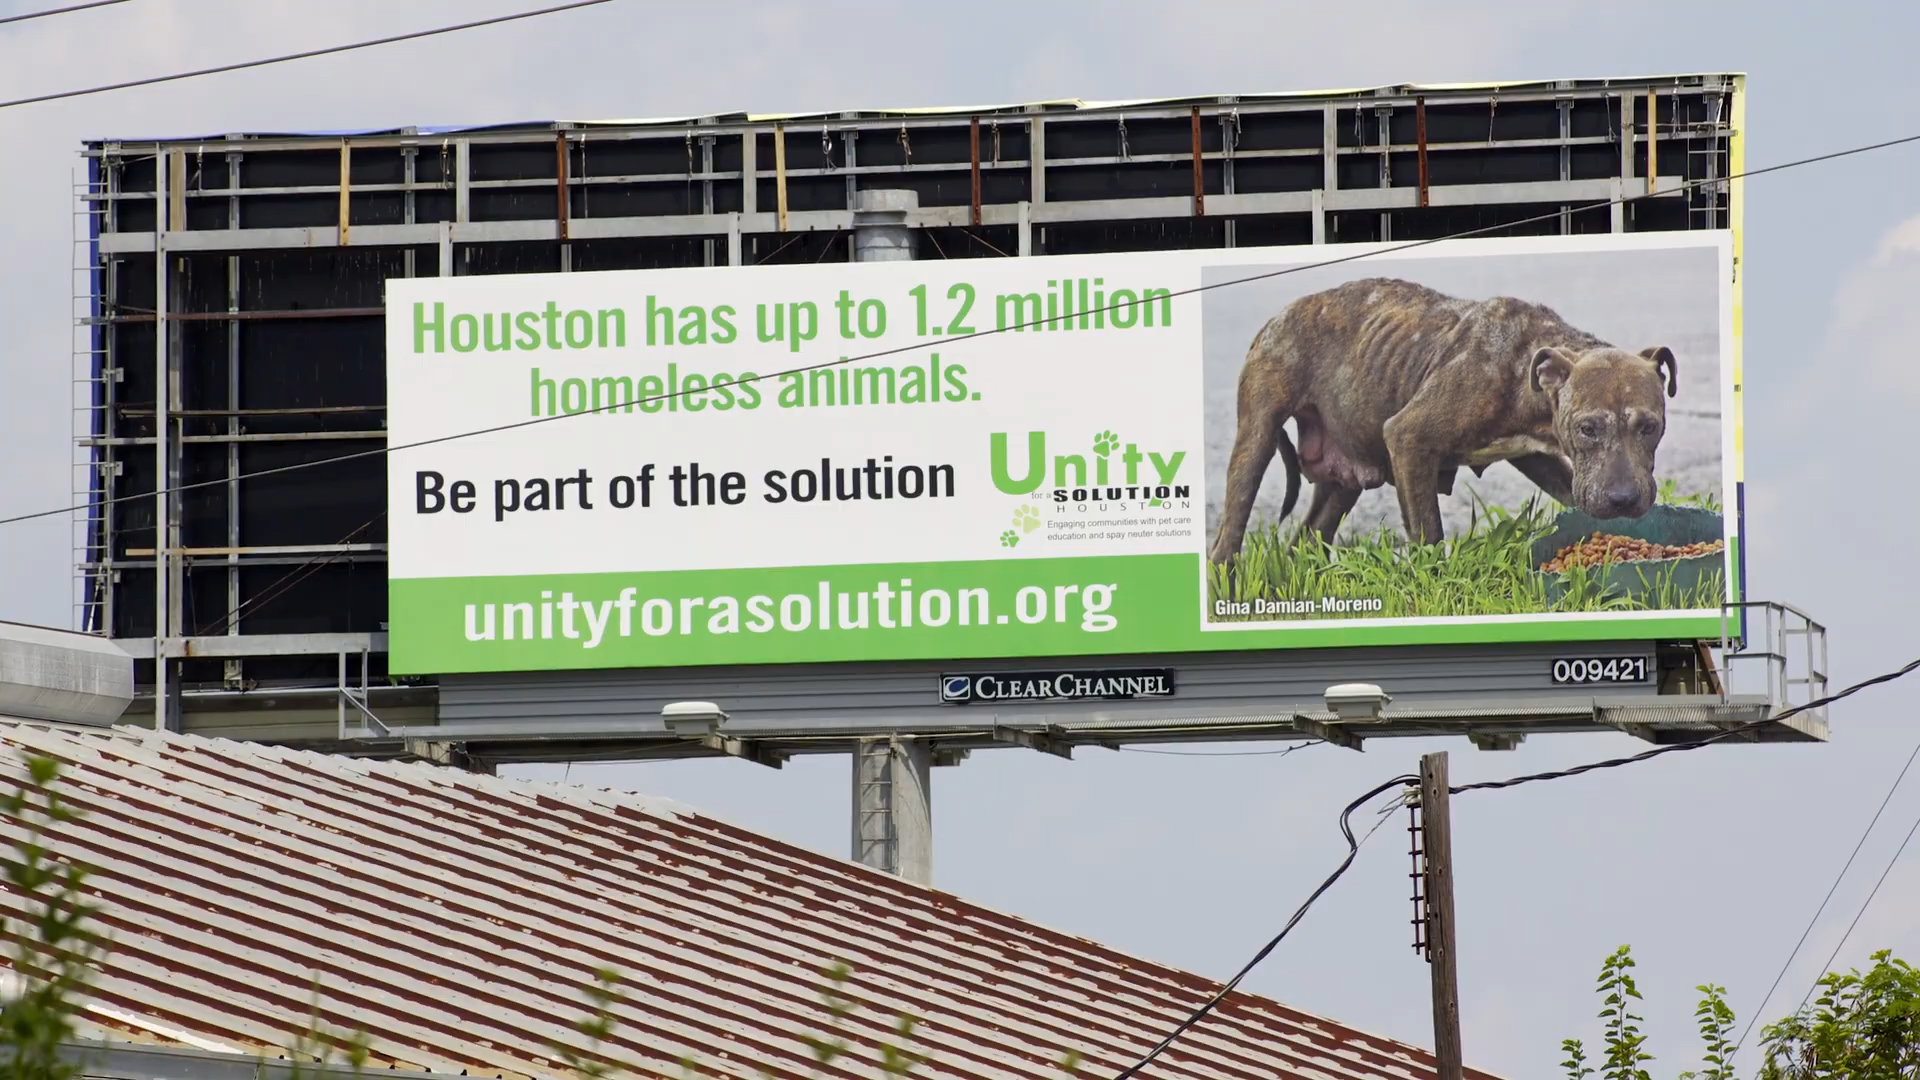 Houston has up to 1.2 million
homeless animals.
Be part of the solution
Unity
for a SOLUTION
HOUSTON
Engaging communities with pet care
education and spay neuter solutions
unityforasolution.org
Gina Damian-Moreno
CLEARCHANNEL
009421